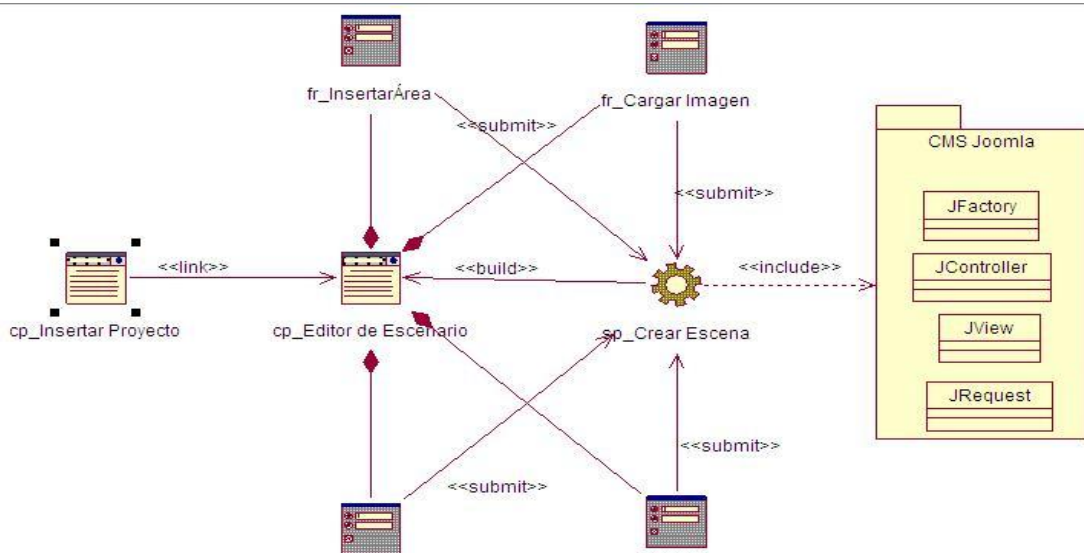 fr_InsertarÁrea
fr_Cargar Imagen
<<submit>>
CMS Joomla
<<submit>>
JFactory
<<link>>
<<build>>
<<include>>
JController
cp_Insertar Proyecto
cp_Editor de Escenario
sp_Crear Escena
JView
JRequest
<<submit>>
<<submit>>